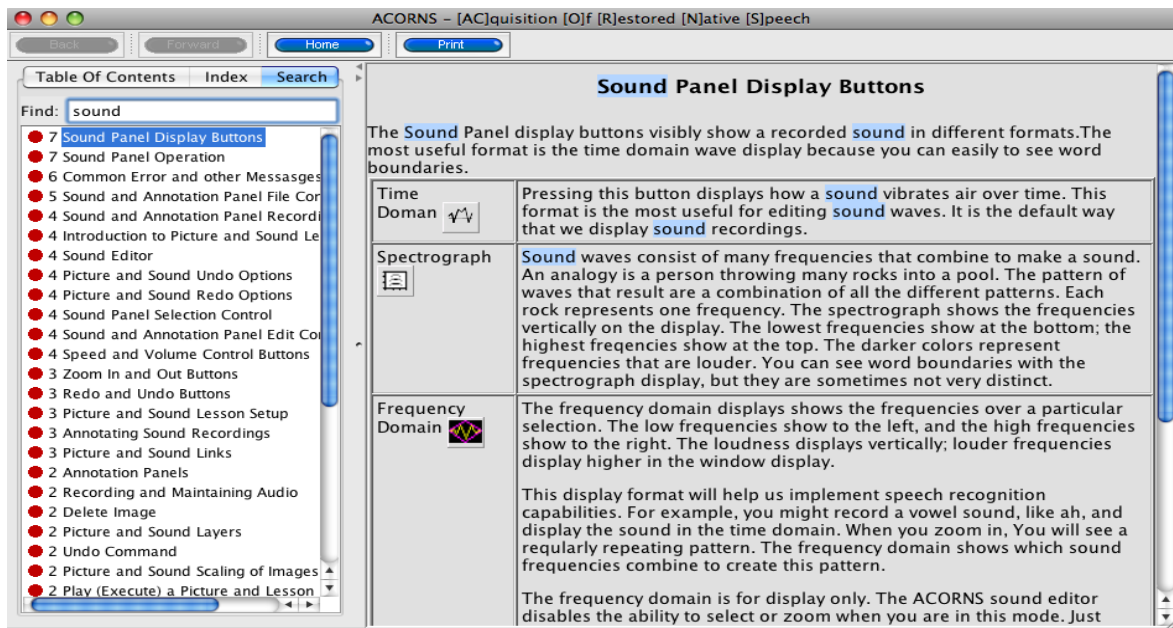 ACORNS – [AC]quisition [O]f [R]estored [N]ative [S]peech
Back Forward Home Print
Table Of Contents Index Search
Find: sound
7 Sound Panel Display Buttons
7 Sound Panel Operation
6 Common Error and other Messasges
5 Sound and Annotation Panel File Cor
4 Sound and Annotation Panel Recordi
4 Introduction to Picture and Sound Le
4 Sound Editor
4 Picture and Sound Undo Options
4 Picture and Sound Redo Options
4 Sound Panel Selection Control
4 Sound and Annotation Panel Edit Coi
4 Speed and Volume Control Buttons
3 Zoom In and Out Buttons
3 Redo and Undo Buttons
3 Picture and Sound Lesson Setup
3 Annotating Sound Recordings
3 Picture and Sound Links
2 Annotation Panels
2 Recording and Maintaining Audio
2 Delete Image
2 Picture and Sound Layers
2 Undo Command
2 Picture and Sound Scaling of Images
2 Play (Execute) a Picture and Lesson
Sound Panel Display Buttons
The Sound Panel display buttons visibly show a recorded sound in different formats.The
most useful format is the time domain wave display because you can easily to see word
boundaries.
Time
Doman
Pressing this button displays how a sound vibrates air over time. This
format is the most useful for editing sound waves. It is the default way
that we display sound recordings.
Spectrograph
Sound waves consist of many frequencies that combine to make a sound.
An analogy is a person throwing many rocks into a pool. The pattern of
waves that result are a combination of all the different patterns. Each
rock represents one frequency. The spectrograph shows the frequencies
vertically on the display. The lowest frequencies show at the bottom; the
highest freqencies show at the top. The darker colors represent
frequencies that are louder. You can see word boundaries with the
spectrograph display, but they are sometimes not very distinct.
Frequency
Domain
The frequency domain displays shows the frequencies over a particular
selection. The low frequencies show to the left, and the high frequencies
show to the right. The loudness displays vertically; louder frequencies
display higher in the window display.
This display format will help us implement speech recognition
capabilities. For example, you might record a vowel sound, like ah, and
display the sound in the time domain. When you zoom in, You will see a
reqularly repeating pattern. The frequency domain shows which sound
frequencies combine to create this pattern.
The frequency domain is for display only. The ACORNS sound editor
disables the ability to select or zoom when you are in this mode. Just